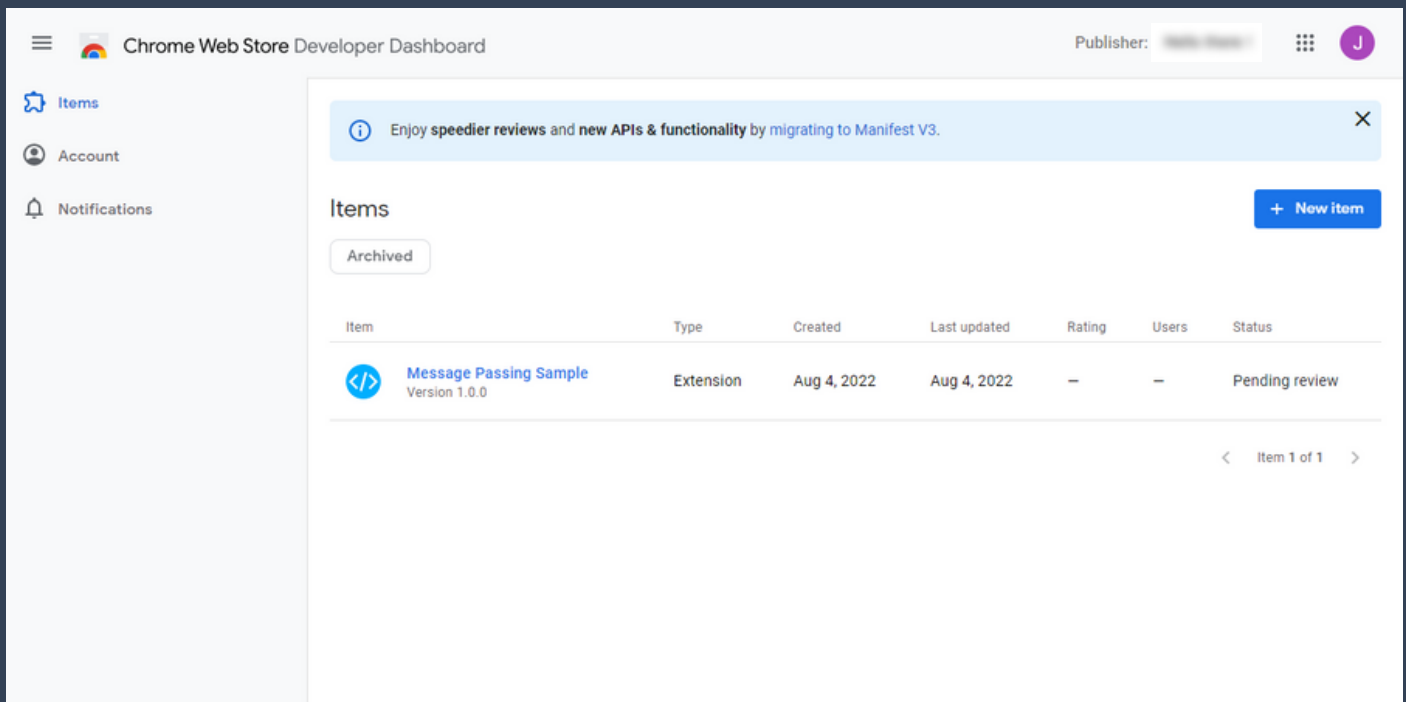 Chrome Web Store Developer Dashboard
Publisher:
J
Items
Account
Notifications
Enjoy speedier reviews and new APIs & functionality by migrating to Manifest V3.
Items
+ New item
Archived
Item Type Created Last updated Rating Users Status
Message Passing Sample Extension Aug 4, 2022 Aug 4, 2022 – – Pending review
Version 1.0.0
< Item 1 of 1 >